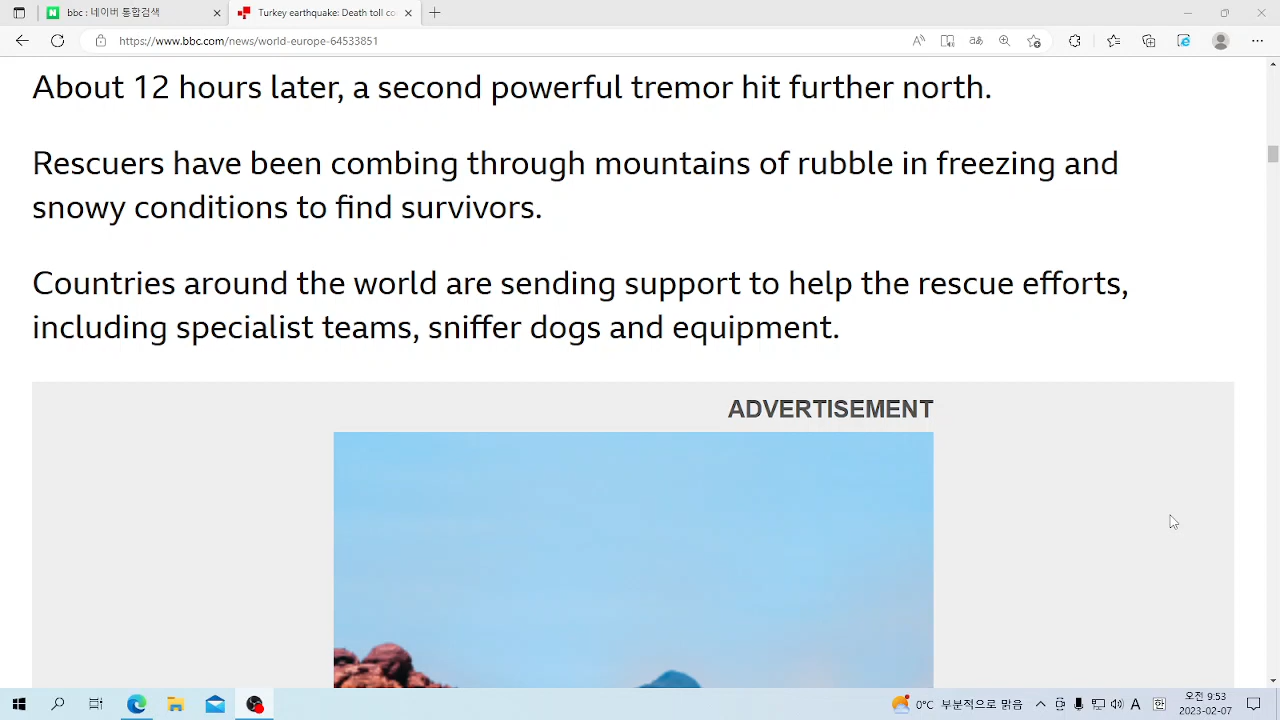 bbc : 네이버 통합검색
Turkey earthquake: Death toll co
https://www.bbc.com/news/world-europe-64533851
About 12 hours later, a second powerful tremor hit further north.
Rescuers have been combing through mountains of rubble in freezing and
snowy conditions to find survivors.
Countries around the world are sending support to help the rescue efforts,
including specialist teams, sniffer dogs and equipment.
ADVERTISEMENT
0°C 부분적으로 맑음
A
한
오전 9:53
2023-02-07